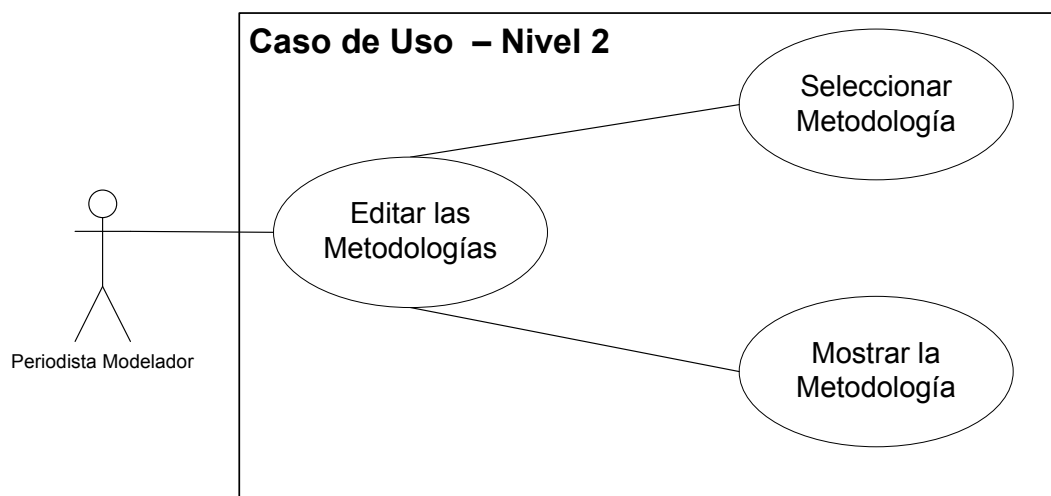 Caso de Uso – Nivel 2
Seleccionar
Metodología
Editar las
Metodologías
Periodista Modelador
Mostrar la
Metodología